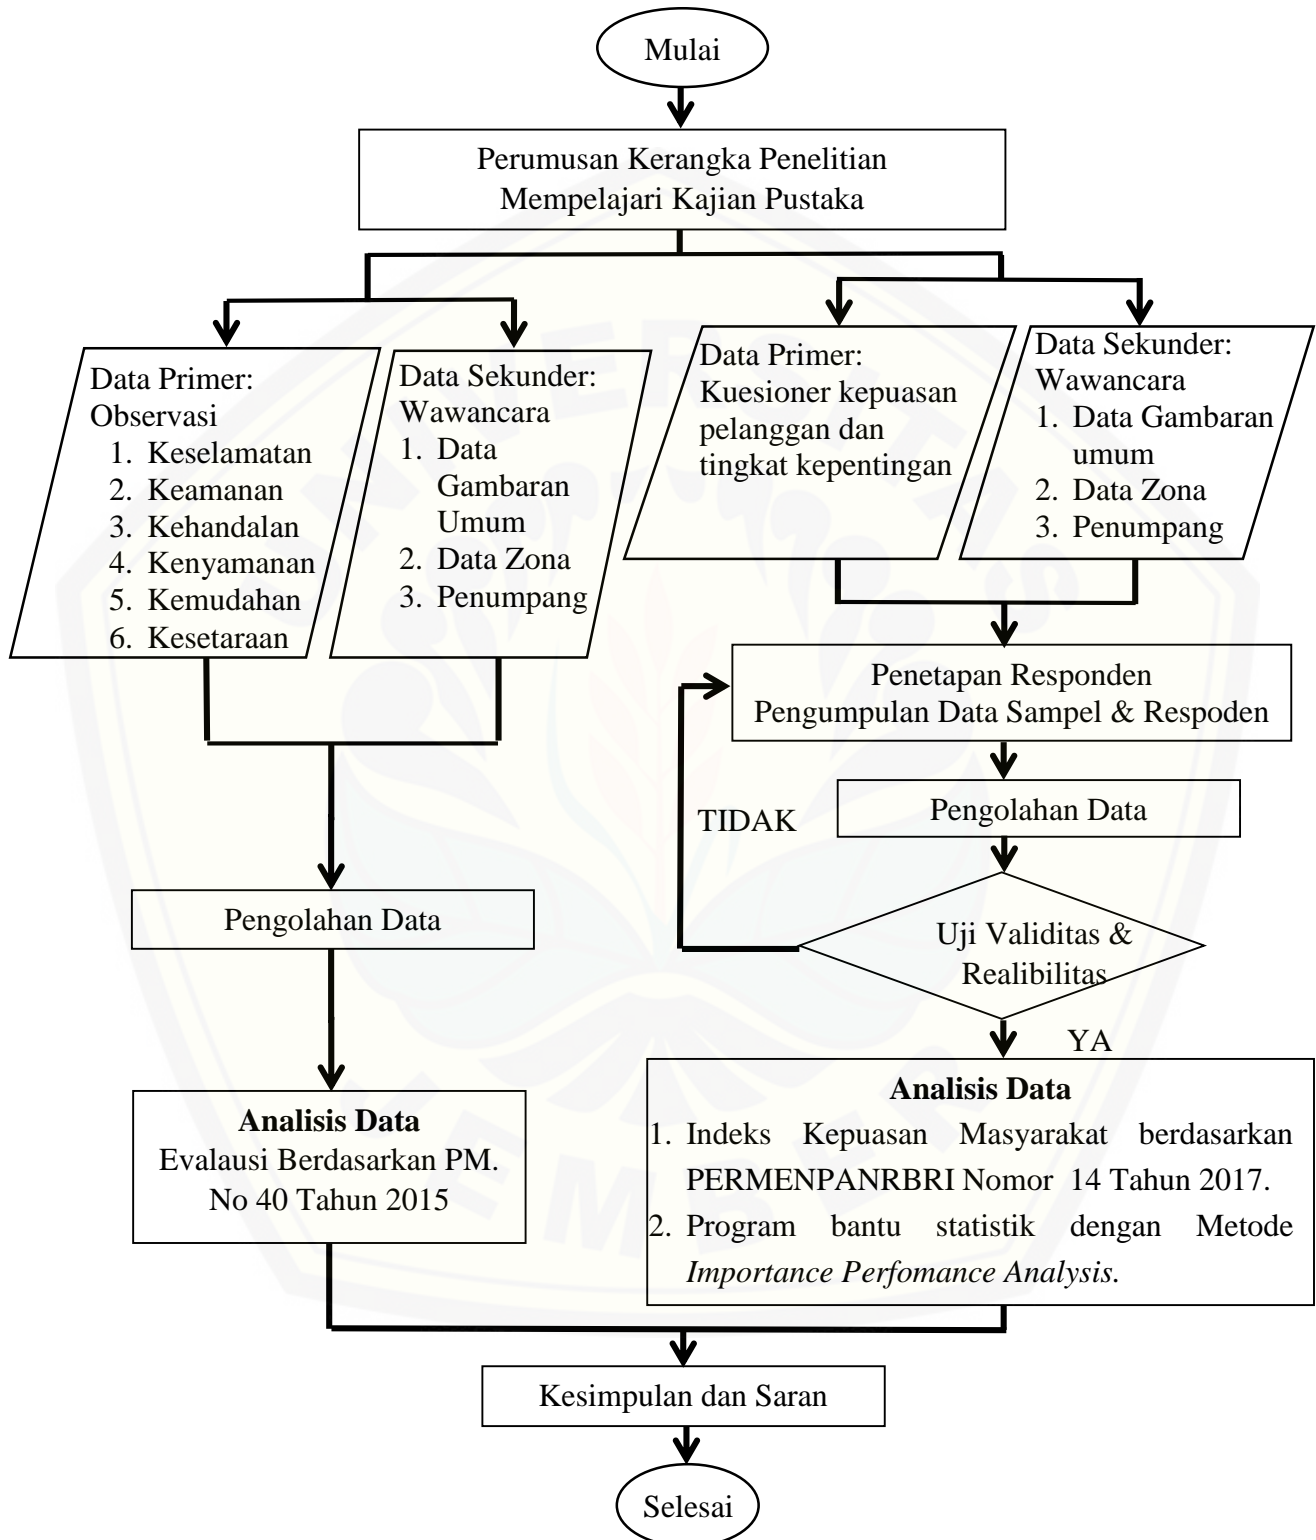 Mulai
Perumusan Kerangka Penelitian
Mempelajari Kajian Pustaka
Data Primer:
Observasi
1. Keselamatan
2. Keamanan
3. Kehandalan
4. Kenyamanan
5. Kemudahan
6. Kesetaraan
Data Sekunder:
Wawancara
1. Data
Gambaran
Umum
2. Data Zona
3. Penumpang
Data Primer:
Kuesioner kepuasan
pelanggan dan
tingkat kepentingan
Data Sekunder:
Wawancara
1. Data Gambaran
umum
2. Data Zona
3. Penumpang
Penetapan Responden
Pengumpulan Data Sampel & Respoden
Pengolahan Data
TIDAK
Uji Validitas &
Realibilitas
YA
Pengolahan Data
Analisis Data
Evalausi Berdasarkan PM.
No 40 Tahun 2015
Analisis Data
1. Indeks Kepuasan Masyarakat berdasarkan
PERMENPANRBRI Nomor 14 Tahun 2017.
2. Program bantu statistik dengan Metode
Importance Perfomance Analysis.
Kesimpulan dan Saran
Selesai
UNIVERSITAS
JEMBER